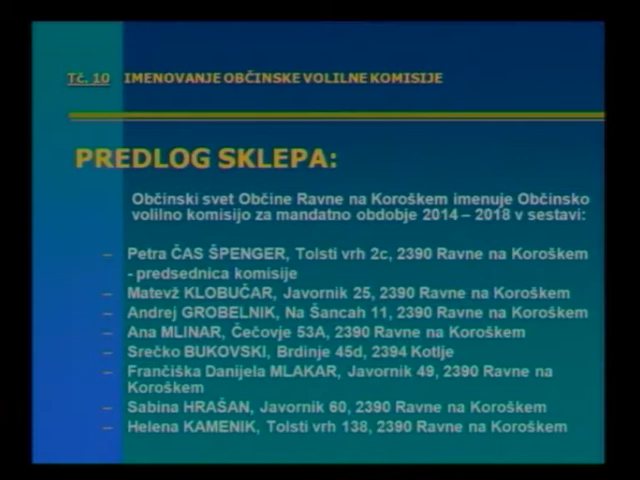 Tč. 10 IMENOVANJE OBČINSKE VOLILNE KOMISIJE
PREDLOG SKLEPA:
Občinski svet Občine Ravne na Koroškem imenuje Občinsko
volilno komisijo za mandatno obdobje 2014 – 2018 v sestavi:
– Petra ČAS ŠPENGER, Tolsti vrh 2c, 2390 Ravne na Koroškem
- predsednica komisije
– Matevž KLOBUČAR, Javornik 25, 2390 Ravne na Koroškem
– Andrej GROBELNIK, Na Šancah 11, 2390 Ravne na Koroškem
– Ana MLINAR, Čečovje 53A, 2390 Ravne na Koroškem
– Srečko BUKOVSKI, Brdinje 45d, 2394 Kotlje
– Frančiška Danijela MLAKAR, Javornik 49, 2390 Ravne na
Koroškem
– Sabina HRAŠAN, Javornik 60, 2390 Ravne na Koroškem
– Helena KAMENIK, Tolsti vrh 138, 2390 Ravne na Koroškem